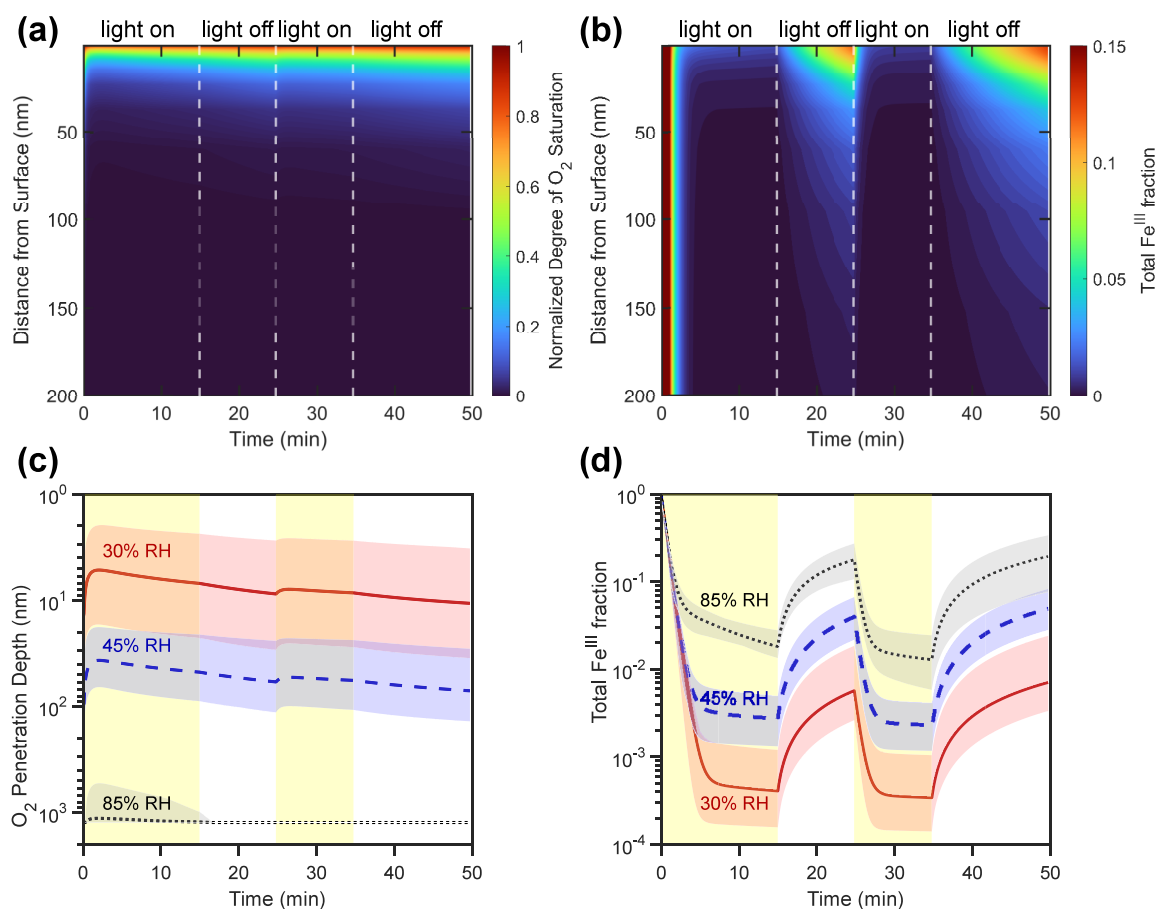 (a)
light on light off light on light off
Distance from Surface (nm)
50
100
150
200
0 10 20 30 40 50
Time (min)
1
0.8
0.6
0.4
0.2
0
Normalized Degree of O2 Saturation
(b)
light on light off light on light off
Distance from Surface (nm)
50
100
150
200
0 10 20 30 40 50
Time (min)
0.15
0.1
0.05
0
Total FeIII fraction
(c)
O2 Penetration Depth (nm)
10^0
10^1
10^2
10^3
30% RH
45% RH
85% RH
0 10 20 30 40 50
Time (min)
(d)
Total FeIII fraction
10^0
10^-1
10^-2
10^-3
10^-4
85% RH
45% RH
30% RH
0 10 20 30 40 50
Time (min)